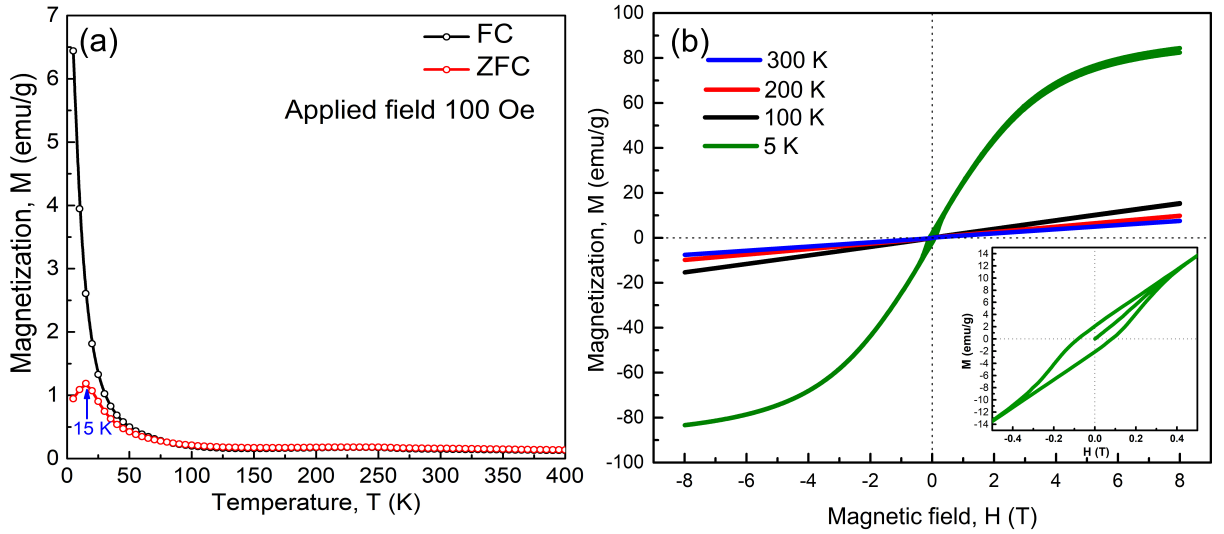 (a)
FC
ZFC
Applied field 100 Oe
15 K
7
6
5
4
3
2
1
0
0 50 100 150 200 250 300 350 400
Magnetization, M (emu/g)
Temperature, T (K)
(b)
300 K
200 K
100 K
5 K
100
80
60
40
20
0
-20
-40
-60
-80
-100
-8 -6 -4 -2 0 2 4 6 8
Magnetization, M (emu/g)
Magnetic field, H (T)
14
12
10
8
6
4
2
0
-2
-4
-6
-8
-10
-12
-14
-0.4 -0.2 0.0 0.2 0.4
M (emu/g)
H (T)